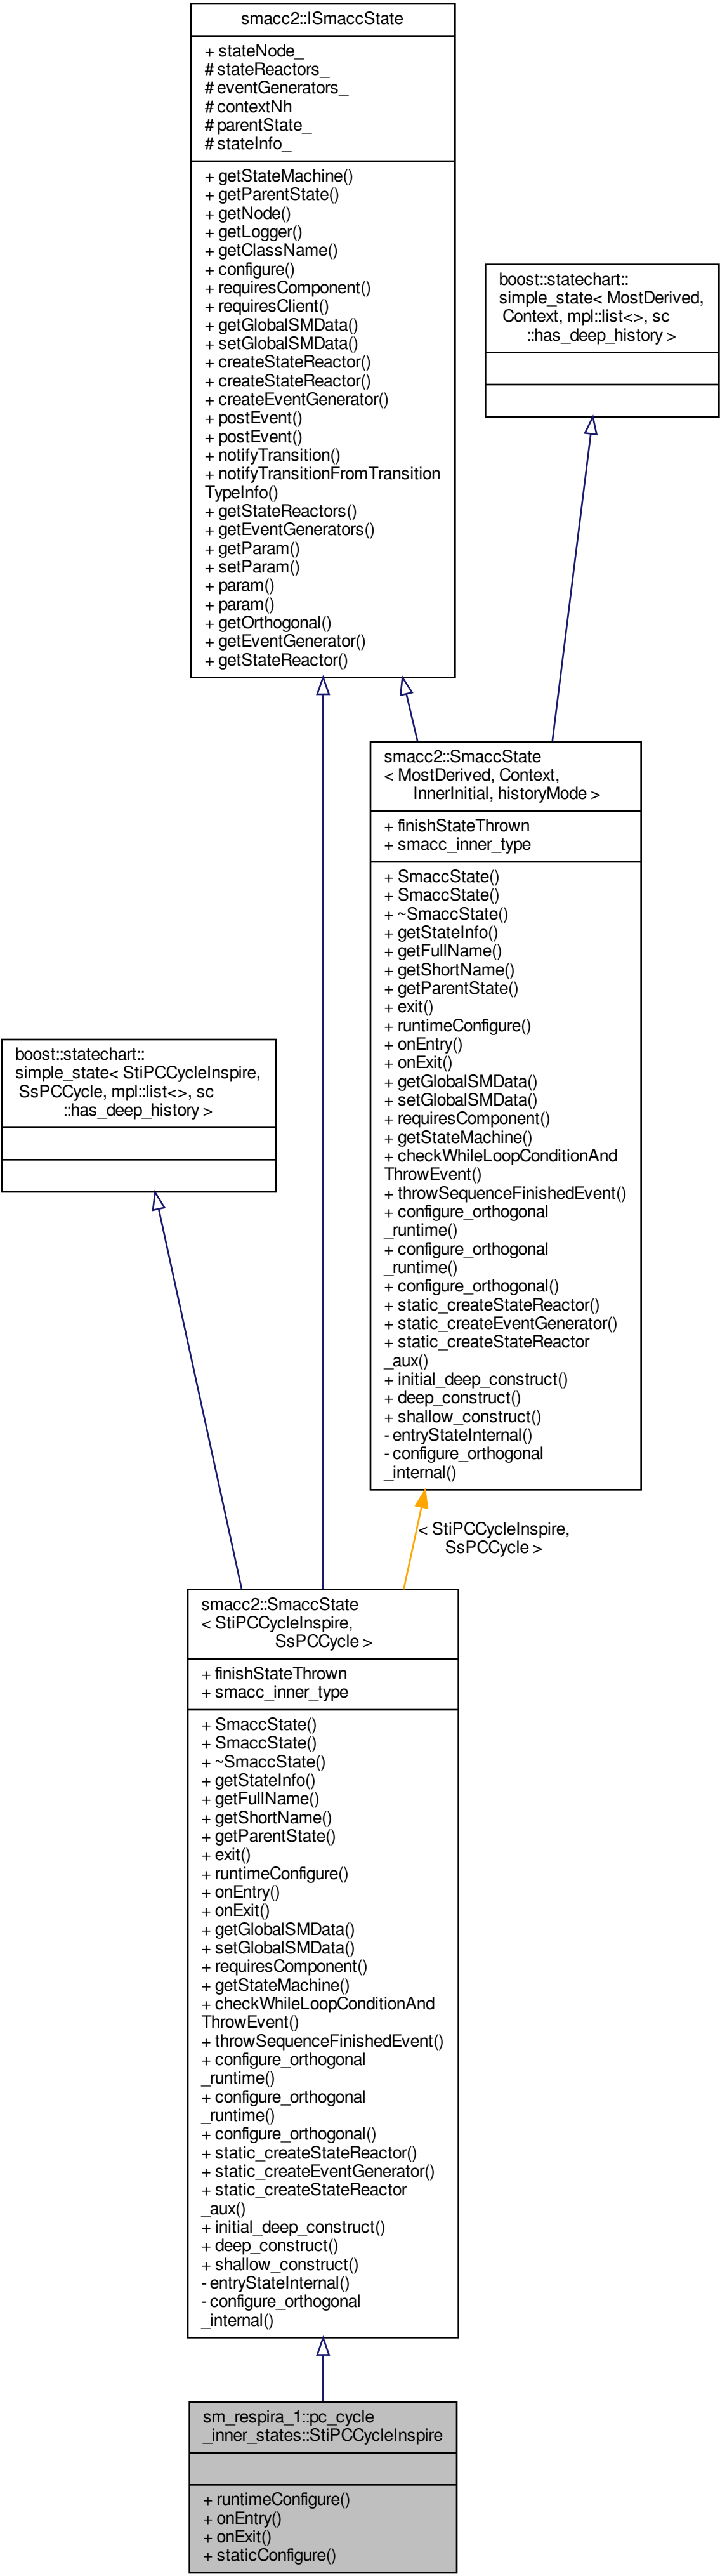 smacc2::ISmaccState
+ stateNode_
# stateReactors_
# eventGenerators_
# contextNh
# parentState_
# stateInfo_
+ getStateMachine()
+ getParentState()
+ getNode()
+ getLogger()
+ getClassName()
+ configure()
+ requiresComponent()
+ requiresClient()
+ getGlobalSMData()
+ setGlobalSMData()
+ createStateReactor()
+ createStateReactor()
+ createEventGenerator()
+ postEvent()
+ postEvent()
+ notifyTransition()
+ notifyTransitionFromTransition
TypeInfo()
+ getStateReactors()
+ getEventGenerators()
+ getParam()
+ setParam()
+ param()
+ param()
+ getOrthogonal()
+ getEventGenerator()
+ getStateReactor()
boost::statechart::
simple_state< MostDerived,
Context, mpl::list<>, sc
::has_deep_history >
smacc2::SmaccState
< MostDerived, Context,
InnerInitial, historyMode >
+ finishStateThrown
+ smacc_inner_type
+ SmaccState()
+ SmaccState()
+ ~SmaccState()
+ getStateInfo()
+ getFullName()
+ getShortName()
+ getParentState()
+ exit()
+ runtimeConfigure()
+ onEntry()
+ onExit()
+ getGlobalSMData()
+ setGlobalSMData()
+ requiresComponent()
+ getStateMachine()
+ checkWhileLoopConditionAnd
ThrowEvent()
+ throwSequenceFinishedEvent()
+ configure_orthogonal
_runtime()
+ configure_orthogonal
_runtime()
+ configure_orthogonal()
+ static_createStateReactor()
+ static_createEventGenerator()
+ static_createStateReactor
_aux()
+ initial_deep_construct()
+ deep_construct()
+ shallow_construct()
- entryStateInternal()
- configure_orthogonal
_internal()
boost::statechart::
simple_state< StiPCCycleInspire,
SsPCCycle, mpl::list<>, sc
::has_deep_history >
< StiPCCycleInspire,
SsPCCycle >
smacc2::SmaccState
< StiPCCycleInspire,
SsPCCycle >
+ finishStateThrown
+ smacc_inner_type
+ SmaccState()
+ SmaccState()
+ ~SmaccState()
+ getStateInfo()
+ getFullName()
+ getShortName()
+ getParentState()
+ exit()
+ runtimeConfigure()
+ onEntry()
+ onExit()
+ getGlobalSMData()
+ setGlobalSMData()
+ requiresComponent()
+ getStateMachine()
+ checkWhileLoopConditionAnd
ThrowEvent()
+ throwSequenceFinishedEvent()
+ configure_orthogonal
_runtime()
+ configure_orthogonal
_runtime()
+ configure_orthogonal()
+ static_createStateReactor()
+ static_createEventGenerator()
+ static_createStateReactor
_aux()
+ initial_deep_construct()
+ deep_construct()
+ shallow_construct()
- entryStateInternal()
- configure_orthogonal
_internal()
sm_respira_1::pc_cycle
_inner_states::StiPCCycleInspire
+ runtimeConfigure()
+ onEntry()
+ onExit()
+ staticConfigure()